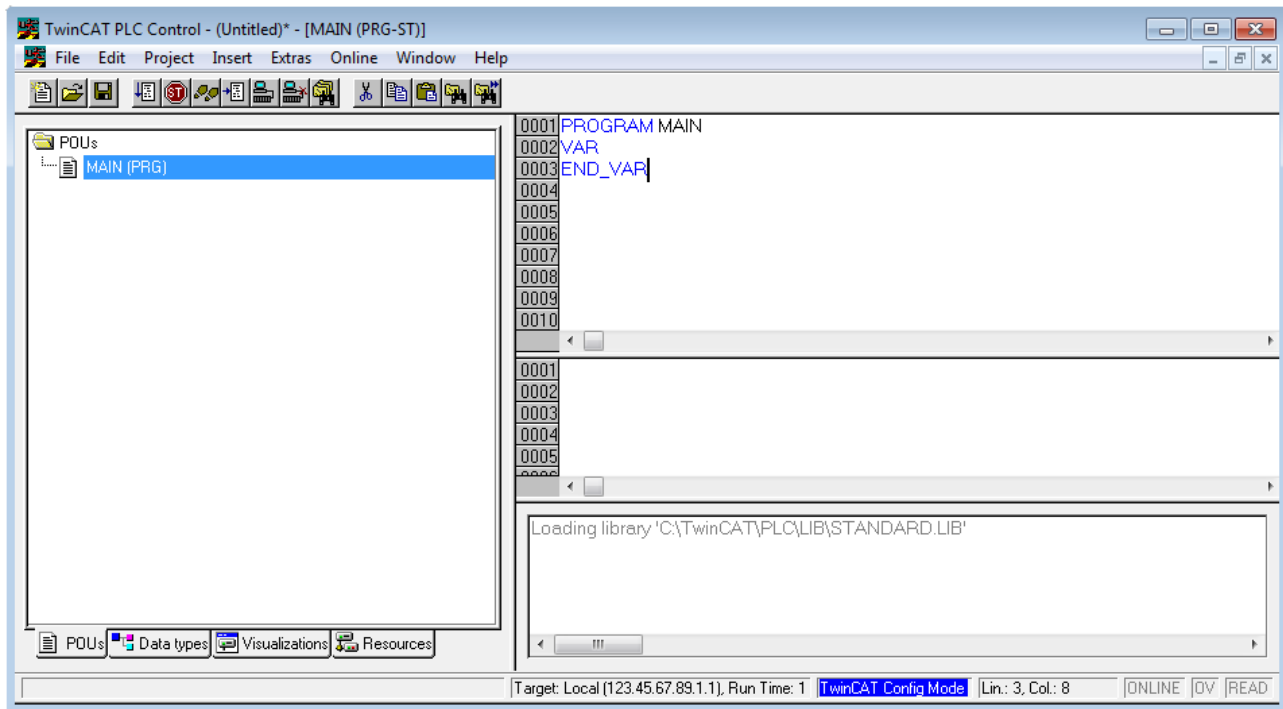 TwinCAT PLC Control - (Untitled)* - [MAIN (PRG-ST)]
File Edit Project Insert Extras Online Window Help
POUs
MAIN (PRG)
0001 PROGRAM MAIN
0002 VAR
0003 END_VAR
0004
0005
0006
0007
0008
0009
0010
0001
0002
0003
0004
0005
Loading library 'C:\TwinCAT\PLC\LIB\STANDARD.LIB'
POUs Data types Visualizations Resources
Target: Local (123.45.67.89.1.1), Run Time: 1 TwinCAT Config Mode Lin.: 3, Col.: 8 ONLINE OV READ